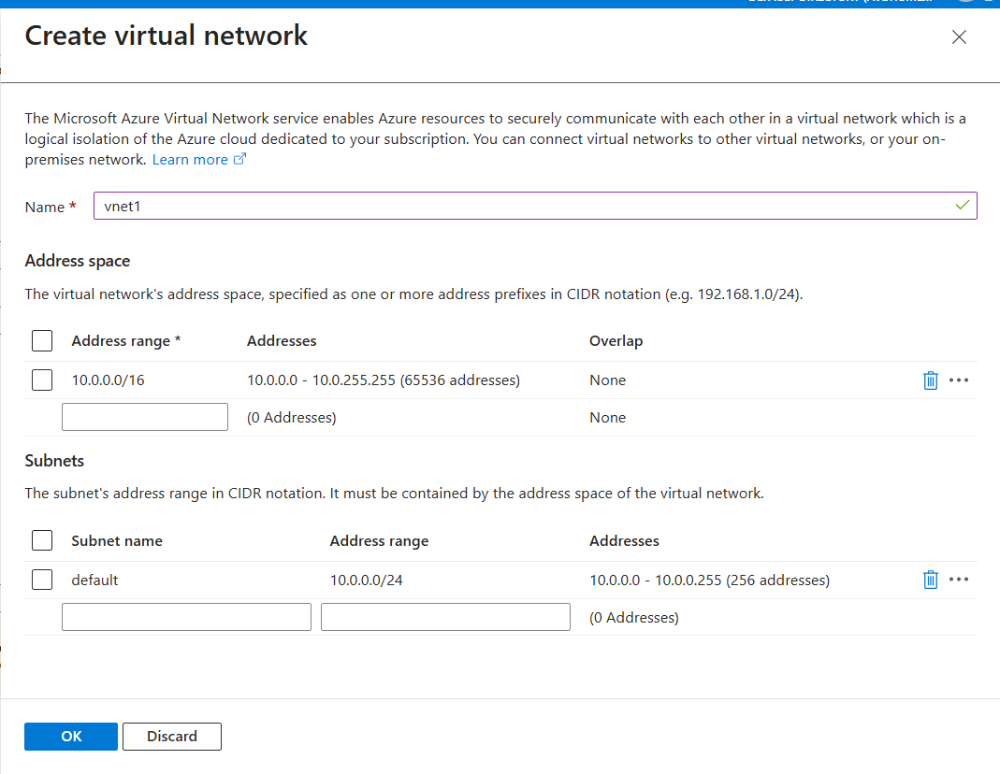 Create virtual network
The Microsoft Azure Virtual Network service enables Azure resources to securely communicate with each other in a virtual network which is a
logical isolation of the Azure cloud dedicated to your subscription. You can connect virtual networks to other virtual networks, or your on-
premises network. Learn more
Name * vnet1
Address space
The virtual network's address space, specified as one or more address prefixes in CIDR notation (e.g. 192.168.1.0/24).
Address range * Addresses Overlap
10.0.0.0/16 10.0.0.0 - 10.0.255.255 (65536 addresses) None
(0 Addresses) None
Subnets
The subnet's address range in CIDR notation. It must be contained by the address space of the virtual network.
Subnet name Address range Addresses
default 10.0.0.0/24 10.0.0.0 - 10.0.0.255 (256 addresses)
(0 Addresses)
OK Discard